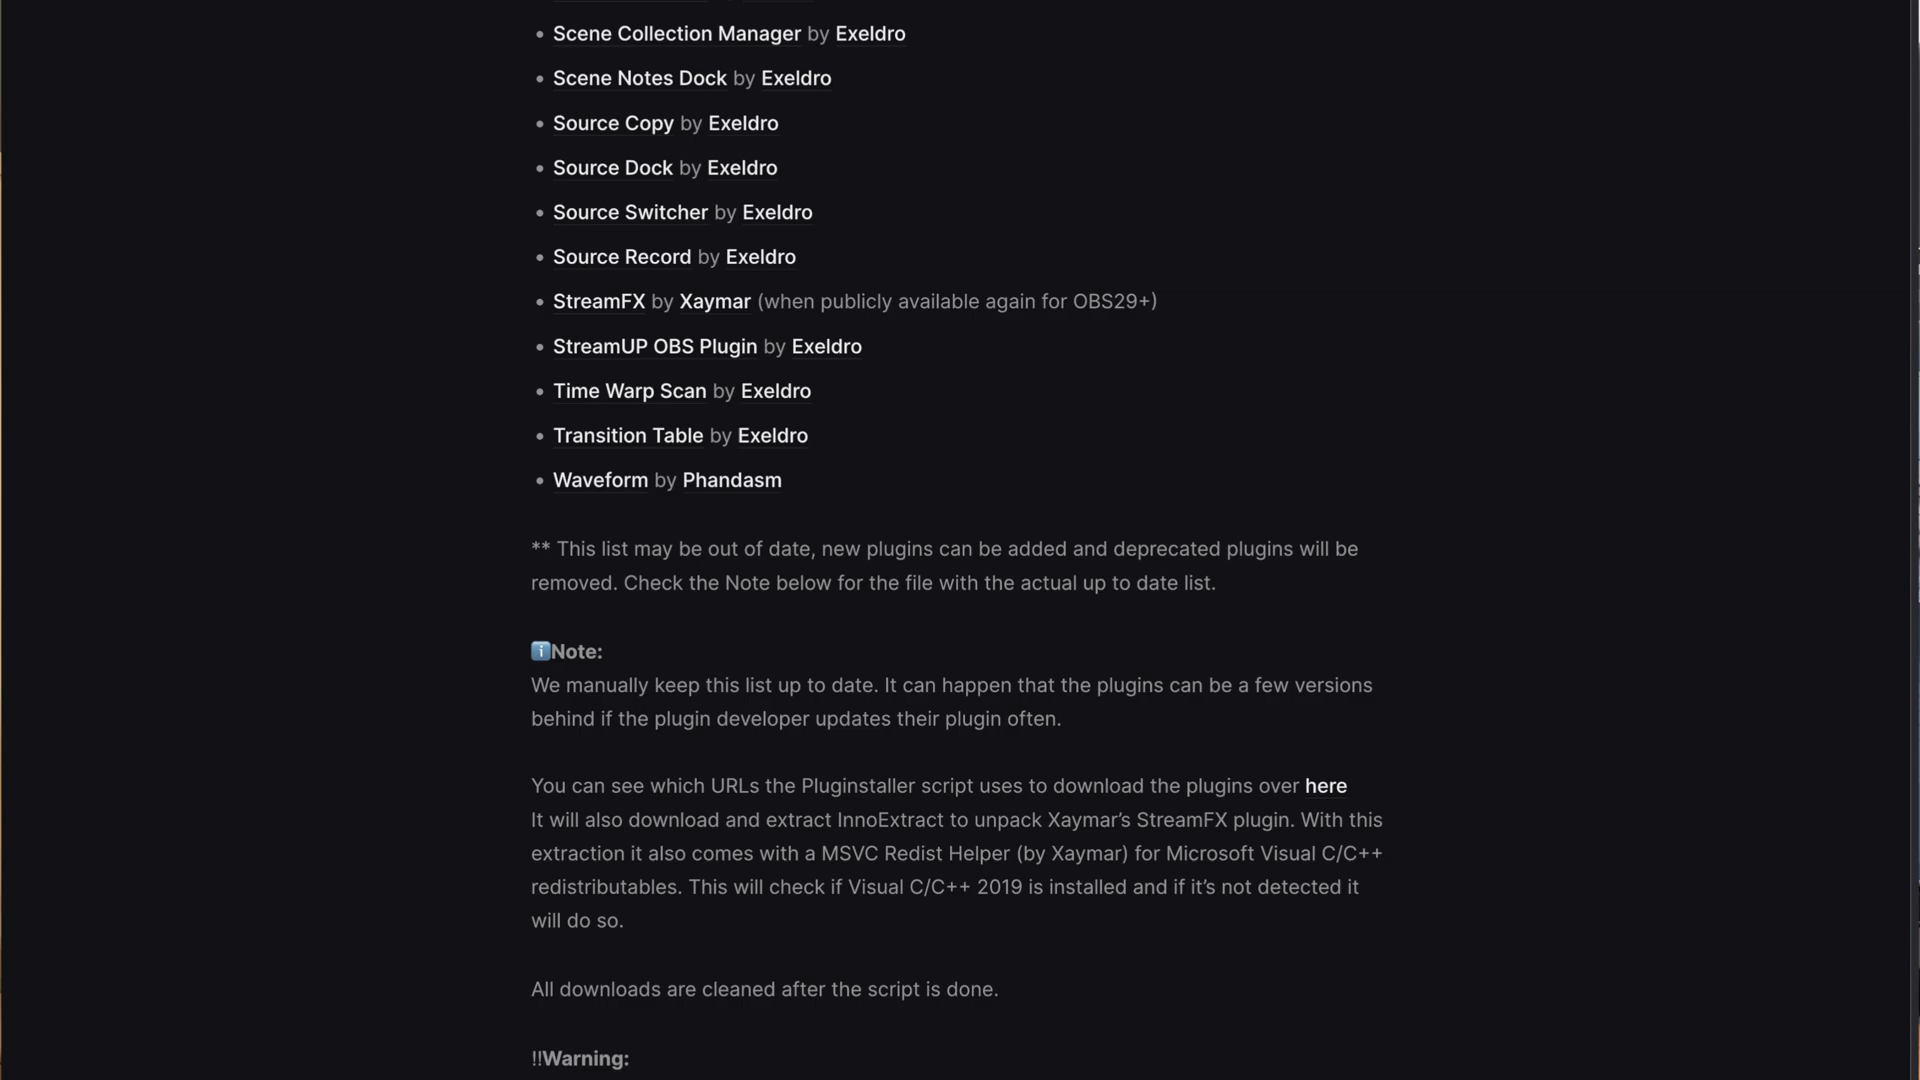 • Scene Collection Manager by Exeldro
• Scene Notes Dock by Exeldro
• Source Copy by Exeldro
• Source Dock by Exeldro
• Source Switcher by Exeldro
• Source Record by Exeldro
• StreamFX by Xaymar (when publicly available again for OBS29+)
• StreamUP OBS Plugin by Exeldro
• Time Warp Scan by Exeldro
• Transition Table by Exeldro
• Waveform by Phandasm
** This list may be out of date, new plugins can be added and deprecated plugins will be
removed. Check the Note below for the file with the actual up to date list.
ℹ️Note:
We manually keep this list up to date. It can happen that the plugins can be a few versions
behind if the plugin developer updates their plugin often.
You can see which URLs the Pluginstaller script uses to download the plugins over here
It will also download and extract InnoExtract to unpack Xaymar’s StreamFX plugin. With this
extraction it also comes with a MSVC Redist Helper (by Xaymar) for Microsoft Visual C/C++
redistributables. This will check if Visual C/C++ 2019 is installed and if it’s not detected it
will do so.
All downloads are cleaned after the script is done.
‼Warning: